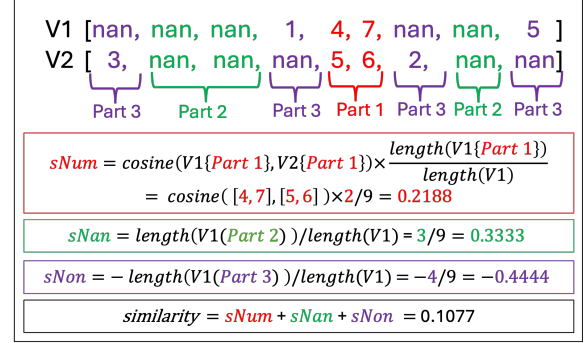 V1 [nan, nan, nan, 1, 4, 7, nan, nan, 5 ]
V2 [ 3, nan, nan, nan, 5, 6, 2, nan, nan]
Part 3 Part 2 Part 3 Part 1 Part 3 Part 2 Part 3
sNum = cosine(V1{Part 1}, V2{Part 1})× length(V1{Part 1}) / length(V1)
= cosine( [4, 7], [5, 6] )×2/9 = 0.2188
sNan = length(V1(Part 2) )/length(V1) = 3/9 = 0.3333
sNon = − length(V1(Part 3) )/length(V1) = −4/9 = −0.4444
similarity = sNum + sNan + sNon = 0.1077